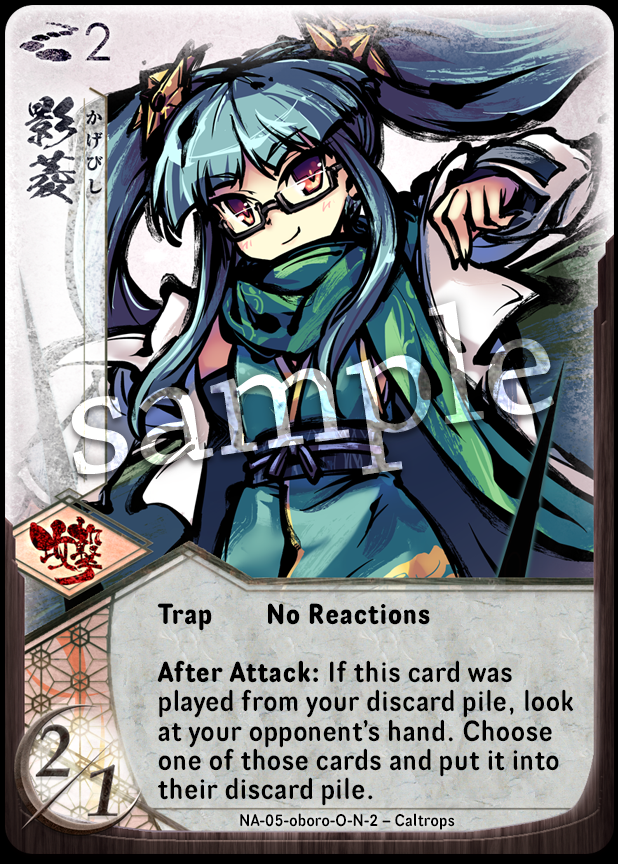 2
影菱
かげびし
sample
攻撃
Trap No Reactions
After Attack: If this card was
played from your discard pile, look
at your opponent's hand. Choose
one of those cards and put it into
their discard pile.
2/1
NA-05-oboro-O-N-2 – Caltrops